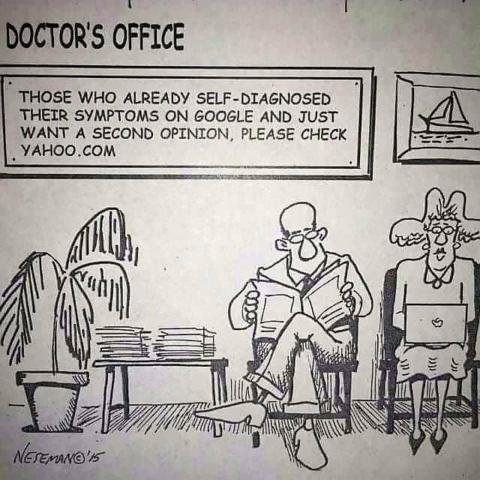 DOCTOR'S OFFICE
THOSE WHO ALREADY SELF-DIAGNOSED
THEIR SYMPTOMS ON GOOGLE AND JUST
WANT A SECOND OPINION, PLEASE CHECK
YAHOO.COM
NETEMAN©'15